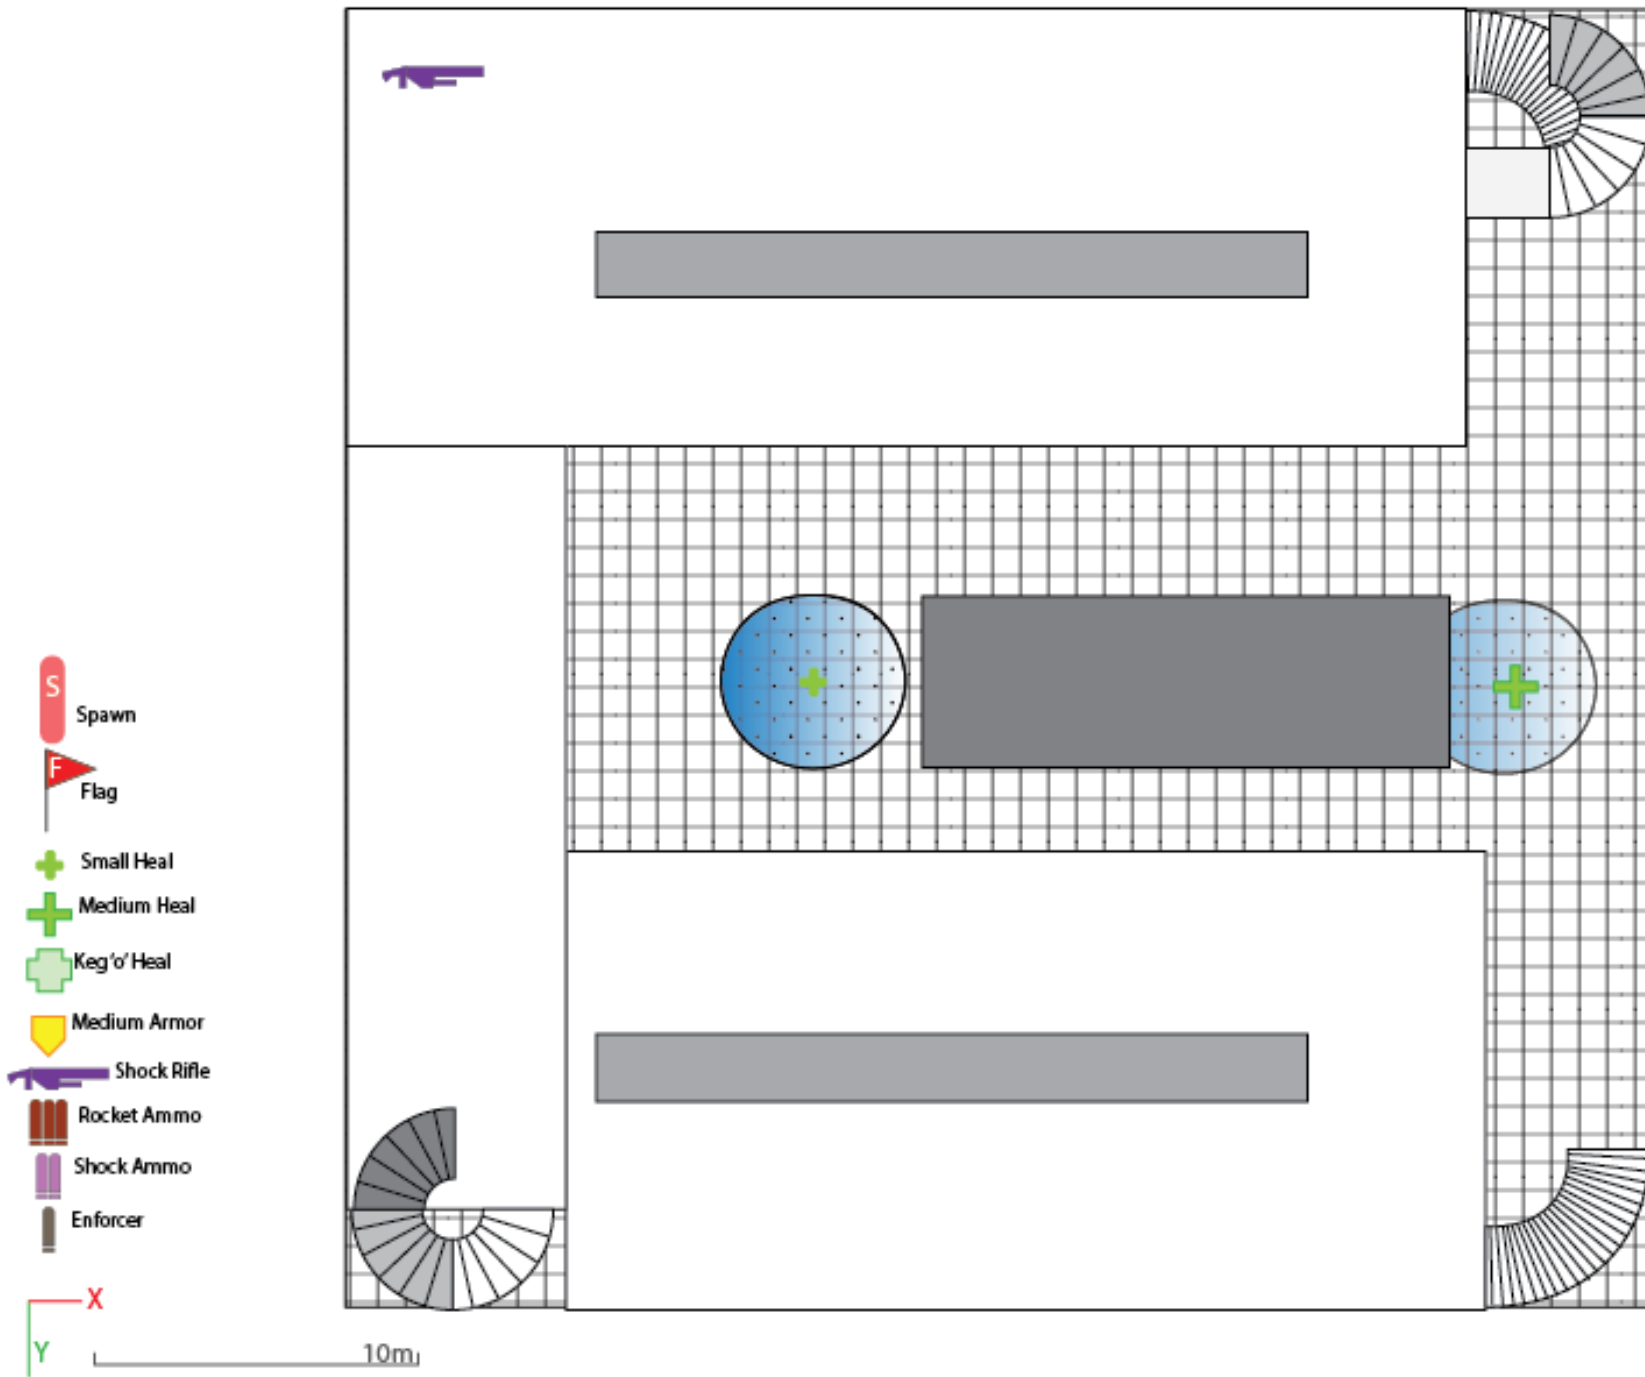 S
Spawn
F
Flag
Small Heal
Medium Heal
Keg 'o' Heal
Medium Armor
Shock Rifle
Rocket Ammo
Shock Ammo
Enforcer
X
Y
10m